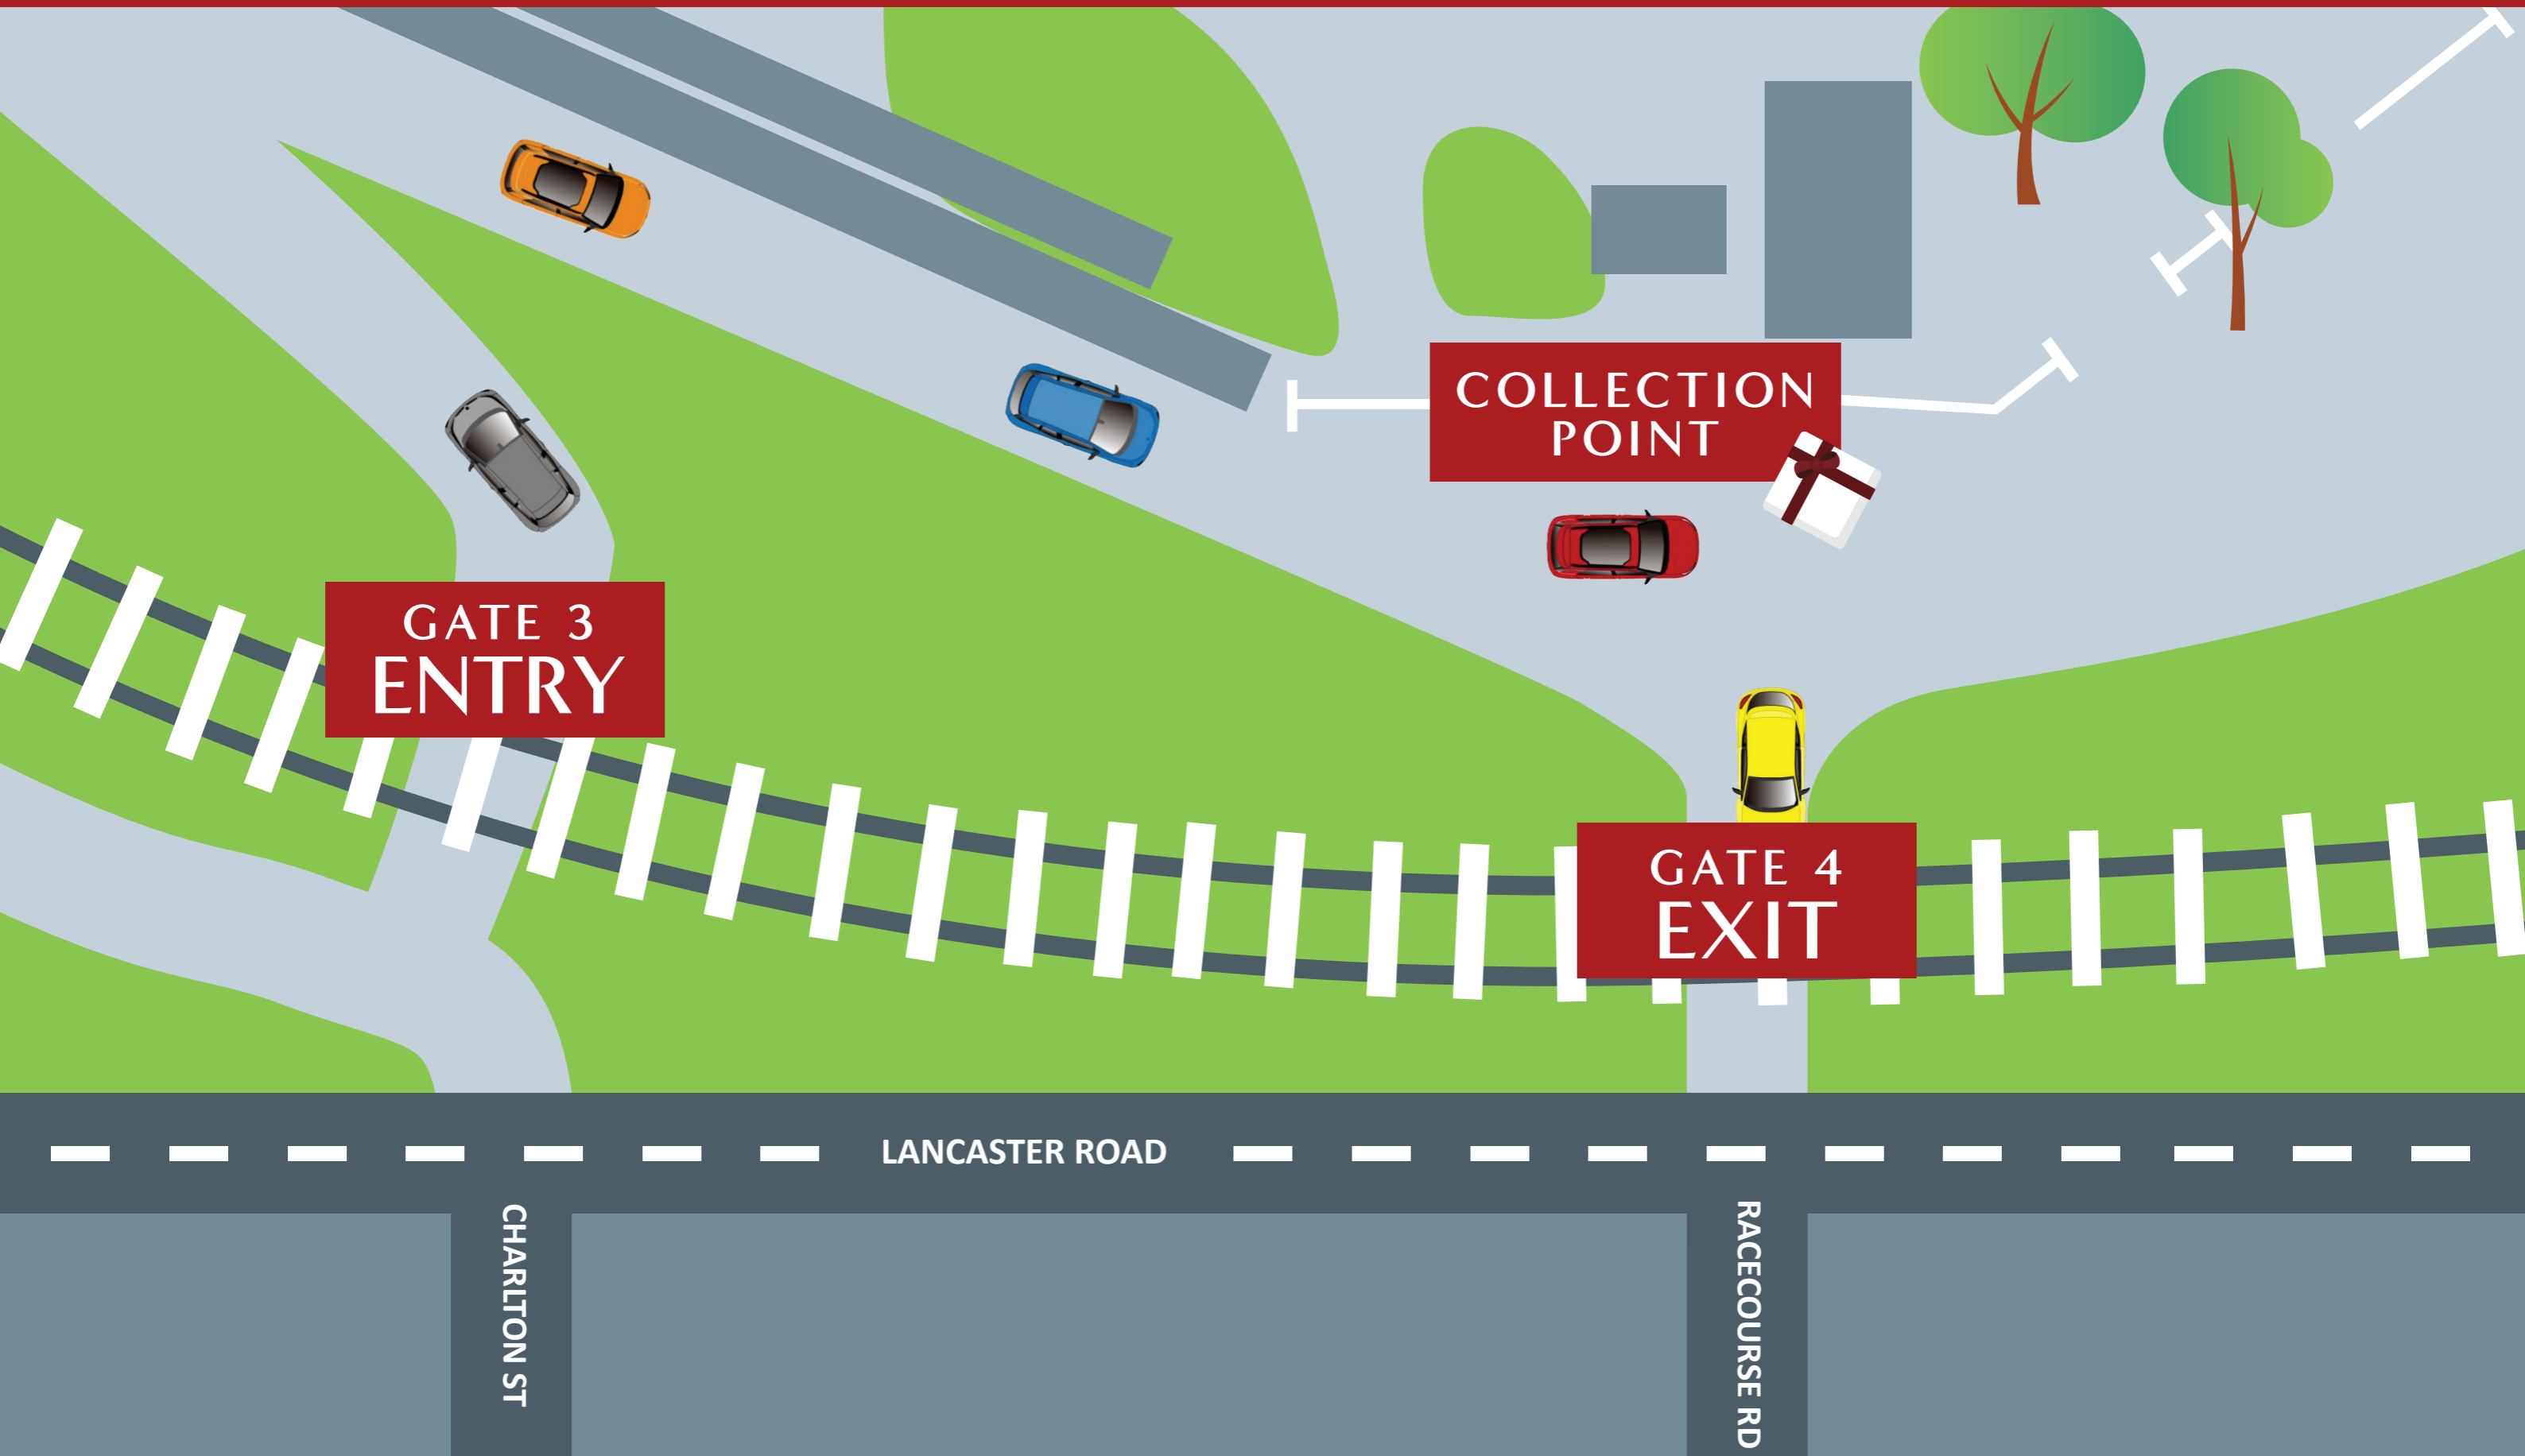 COLLECTION
POINT
GATE 3
ENTRY
GATE 4
EXIT
LANCASTER ROAD
CHARLTON ST
RACECOURSE RD